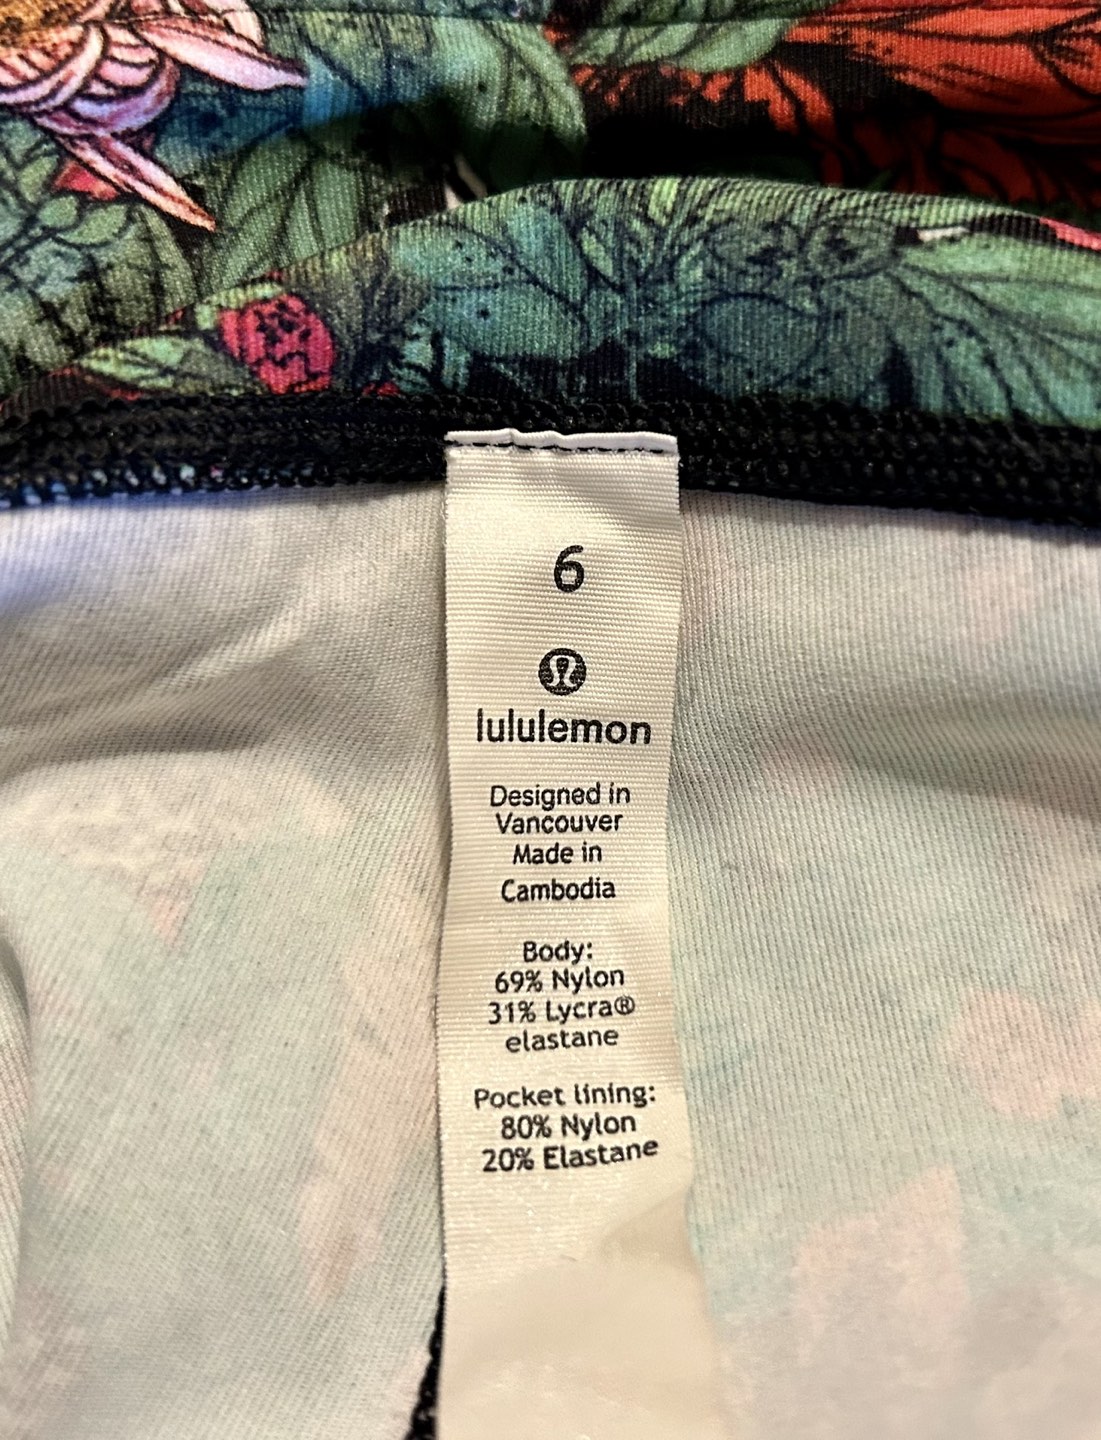 6
lululemon
Designed in
Vancouver
Made in
Cambodia
Body:
69% Nylon
31% Lycra®
elastane
Pocket lining:
80% Nylon
20% Elastane